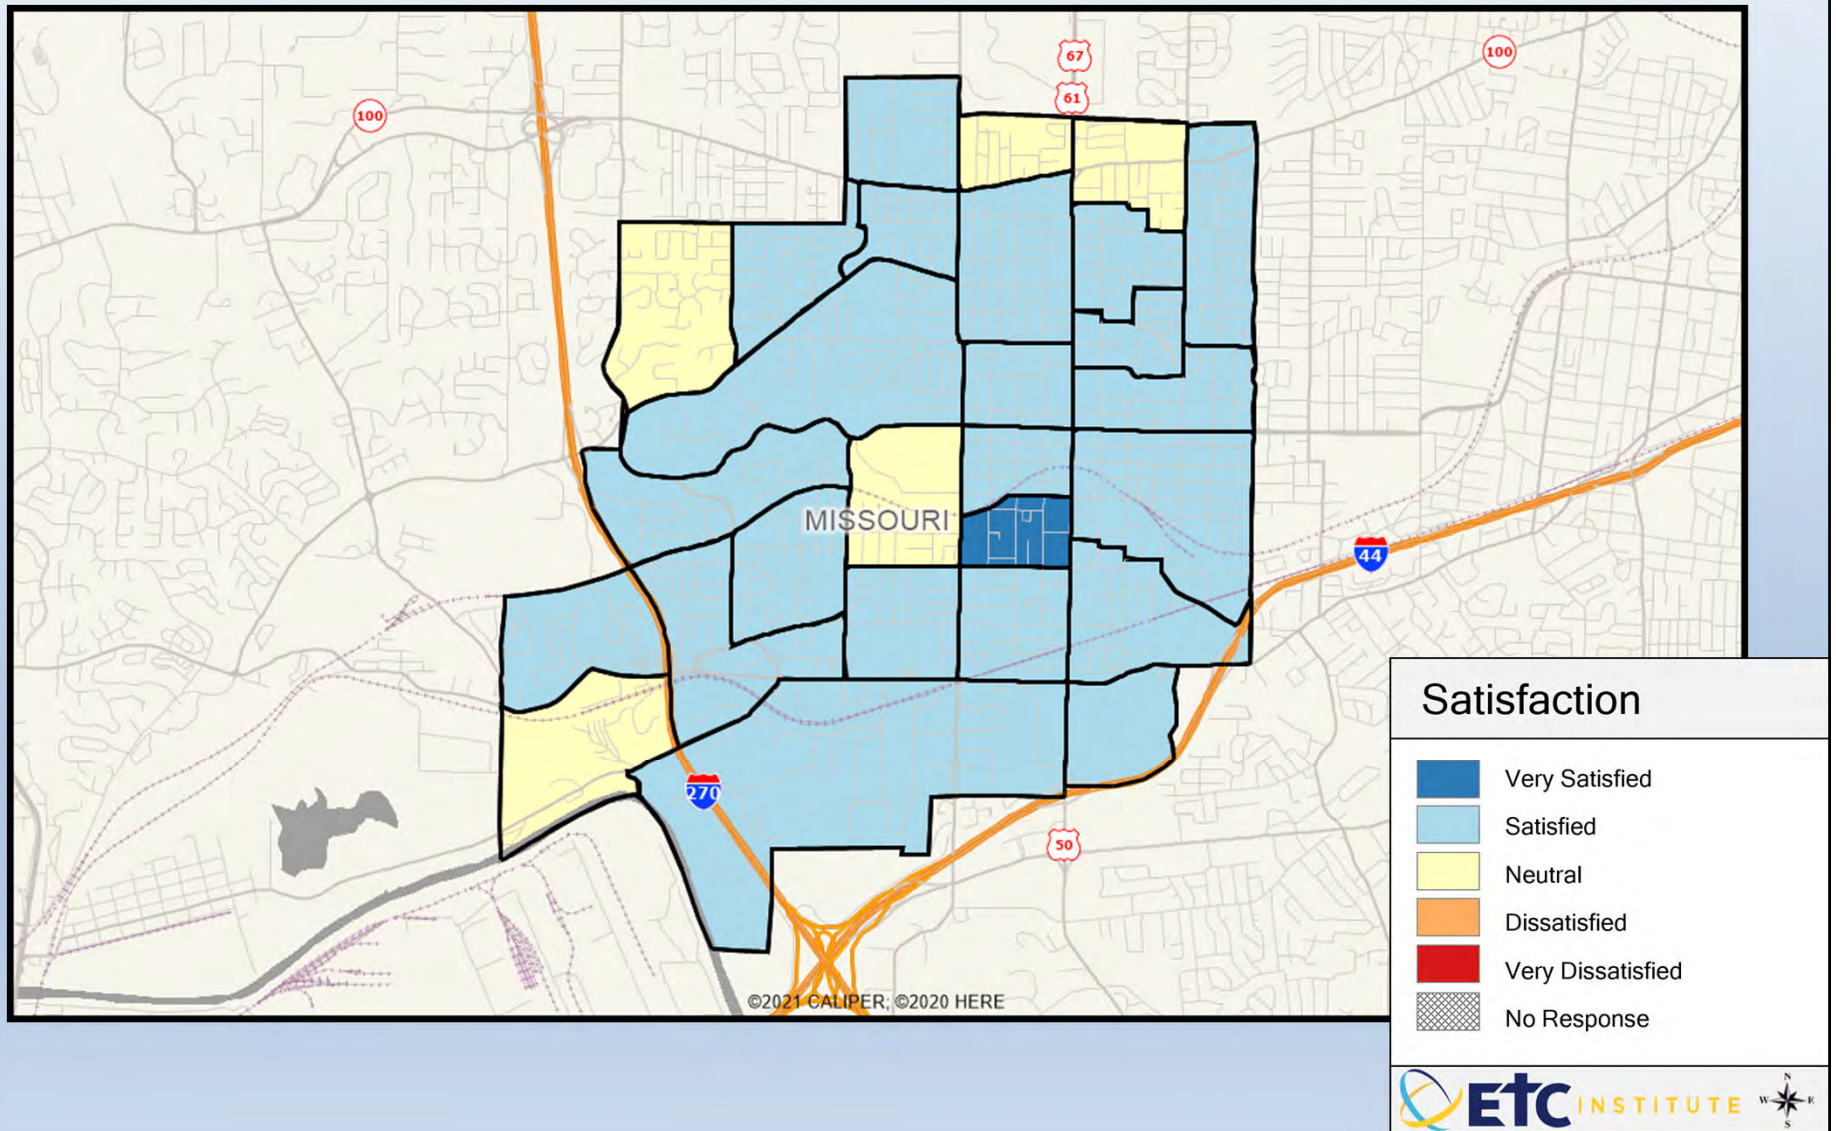 67
61
100
100
MISSOURI
44
270
50
©2021 CALIPER; ©2020 HERE
Satisfaction
Very Satisfied
Satisfied
Neutral
Dissatisfied
Very Dissatisfied
No Response
ETC INSTITUTE
N
W E
S